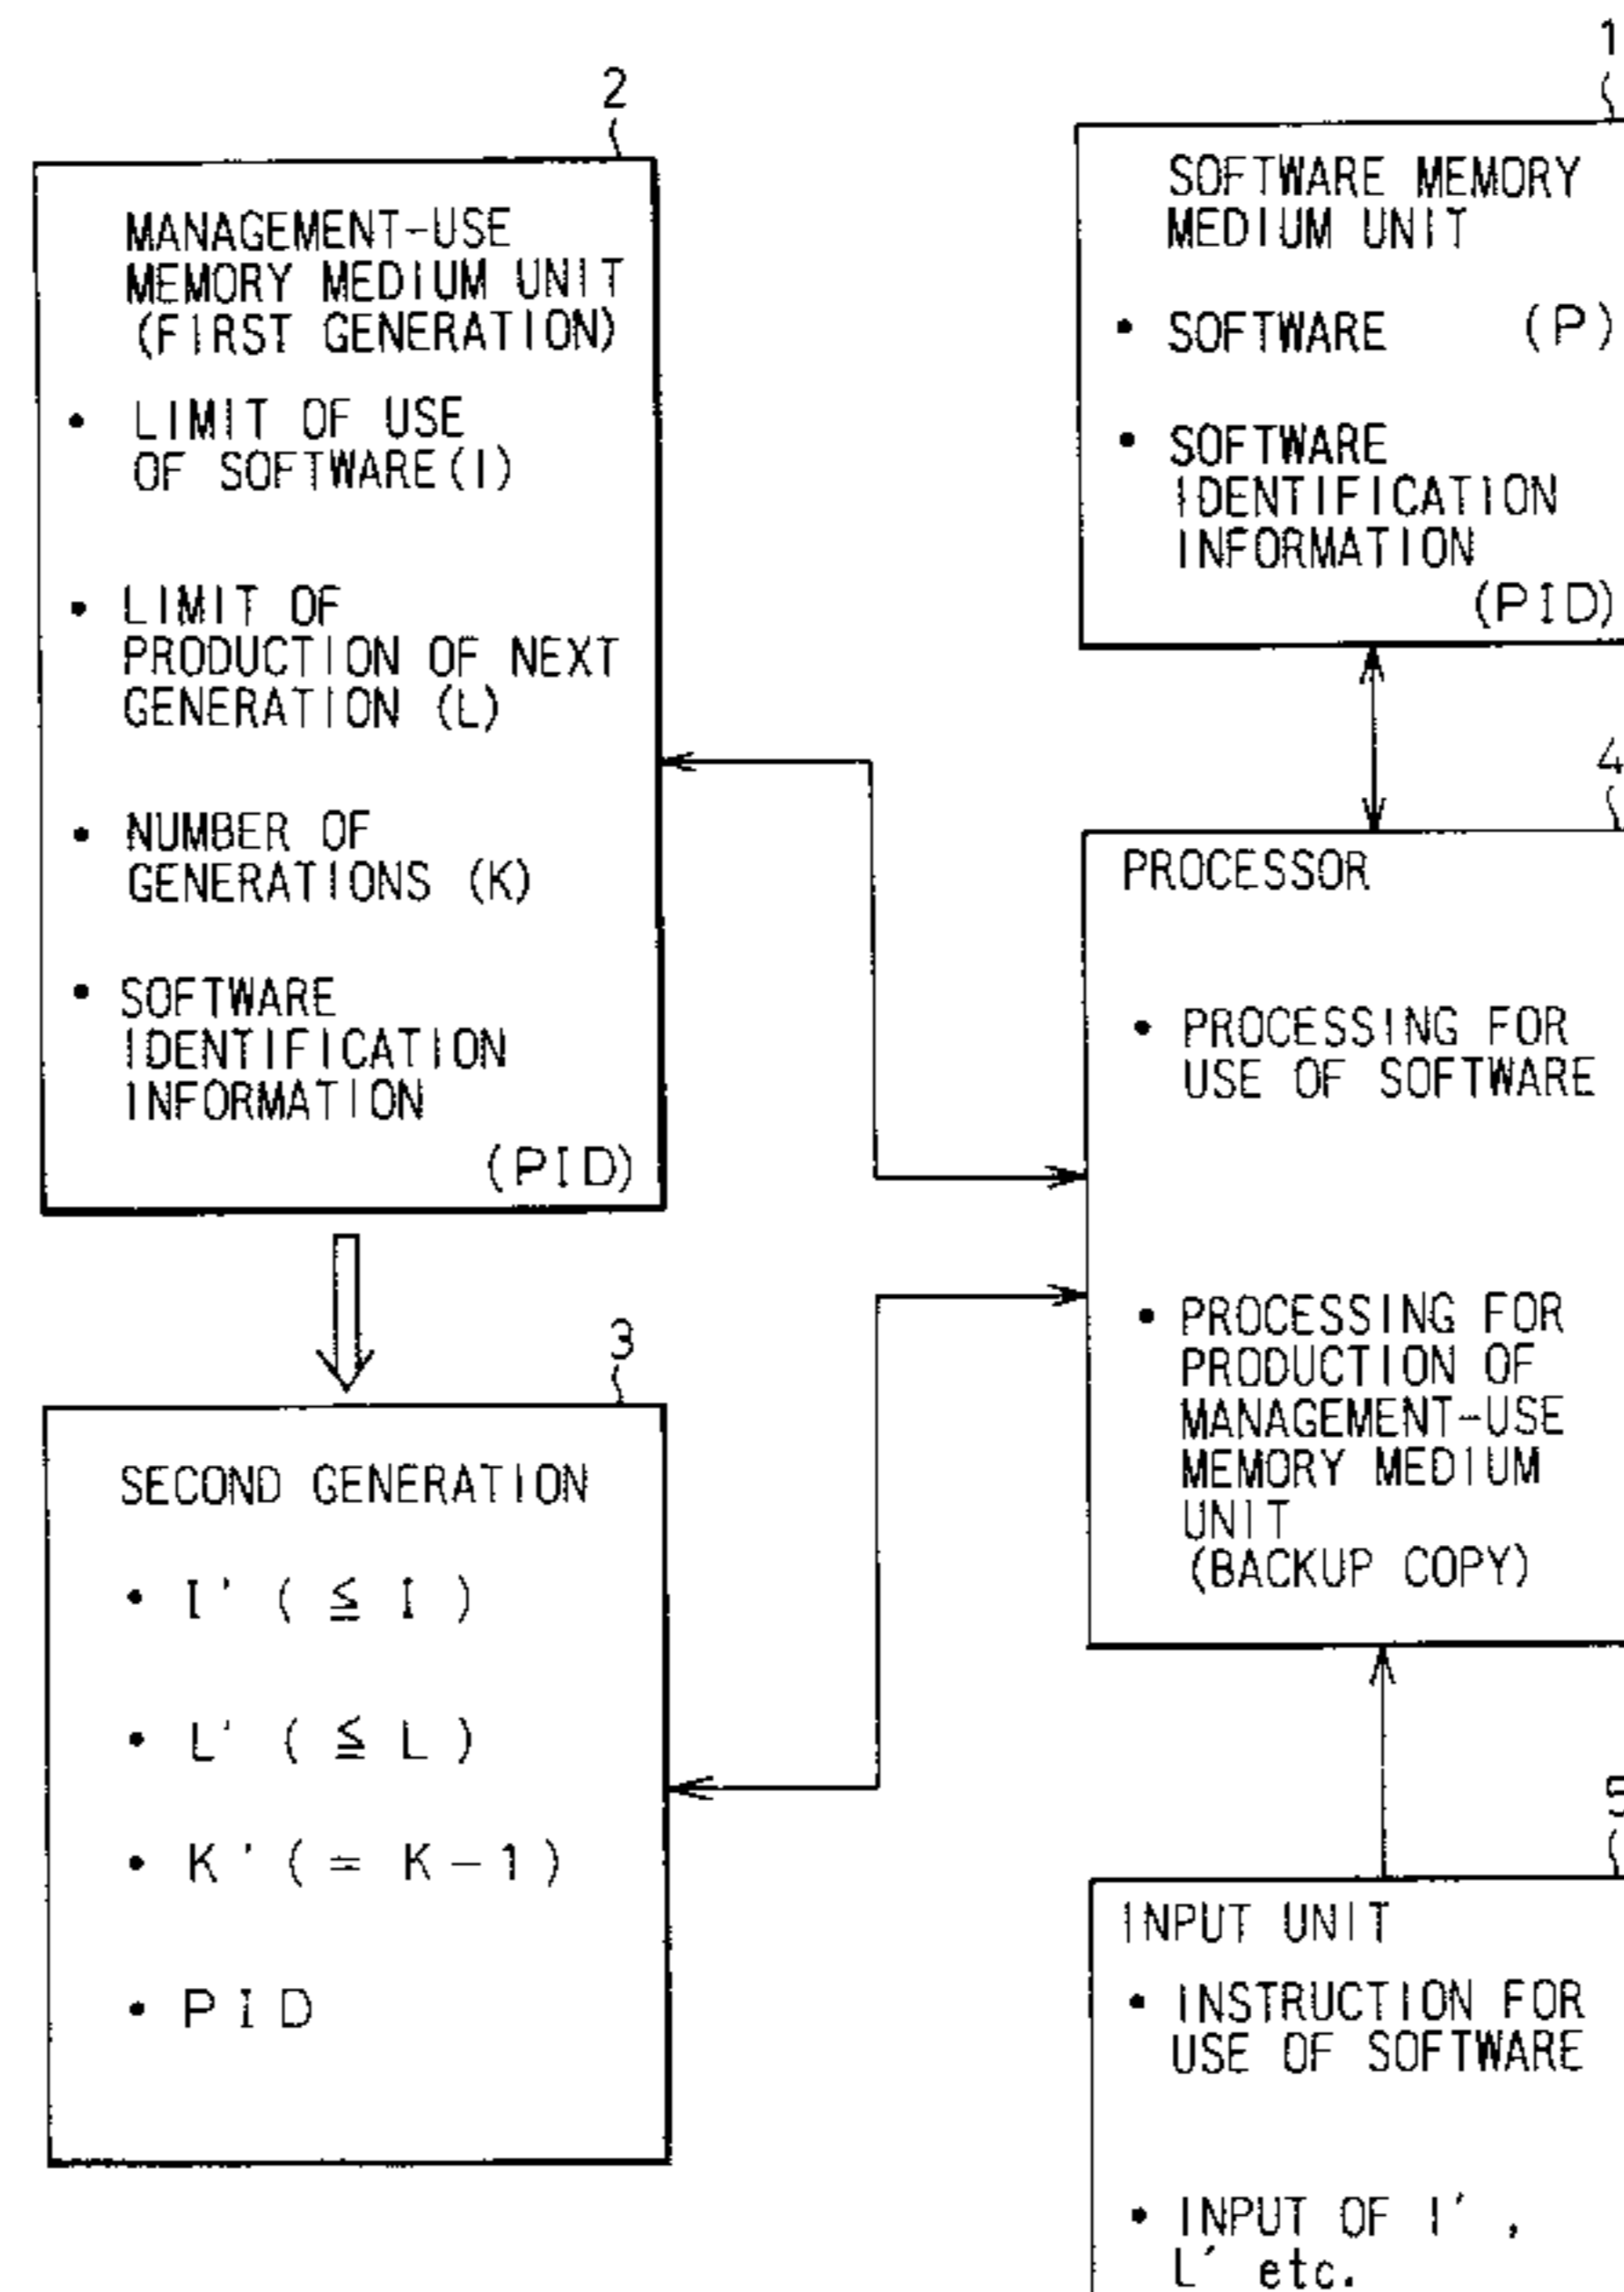 2
MANAGEMENT-USE
MEMORY MEDIUM UNIT
(FIRST GENERATION)
• LIMIT OF USE
OF SOFTWARE(I)
• LIMIT OF
PRODUCTION OF NEXT
GENERATION (L)
• NUMBER OF
GENERATIONS (K)
• SOFTWARE
IDENTIFICATION
INFORMATION
(PID)
3
SECOND GENERATION
• I' ( ≦ I )
• L' ( ≦ L )
• K' ( = K-1 )
• PID
1
SOFTWARE MEMORY
MEDIUM UNIT
• SOFTWARE (P)
• SOFTWARE
IDENTIFICATION
INFORMATION
(PID)
4
PROCESSOR
• PROCESSING FOR
USE OF SOFTWARE
• PROCESSING FOR
PRODUCTION OF
MANAGEMENT-USE
MEMORY MEDIUM
UNIT
(BACKUP COPY)
5
INPUT UNIT
• INSTRUCTION FOR
USE OF SOFTWARE
• INPUT OF I' ,
L' etc.